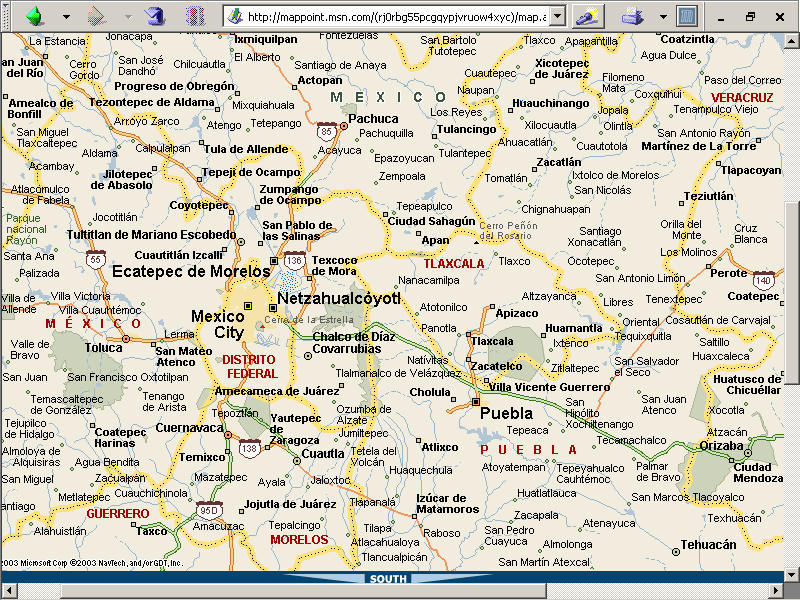 http://mappoint.msn.com/(rj0rbg55pcgqypjvruow4xyc)/map.a
La Estancia
Jonacapa
Ixmiquilpan
Fontezuelas
San Bartolo
Tutotepec
Tlaxco
Apapantilla
Coatzintla
an Juan
del Río
Cerro
Gordo
San José
Dandhó
Chilcuautla
El Alberto
Santiago de Anaya
Actopan
Cuautepec
Xicotepec
de Juárez
Agua Dulce
Progreso de Obregón
Naupan
Filomeno
Mata
Paso del Correo
Coxquihui
VERACRUZ
Amealco de
Bonfill
Tezontepec de Aldama
Mixquiahuala
MEXICO
Huauchinango
Jopala
Tenampulco Viejo
Arroyo Zarco
Atengo
Tetepango
85
Pachuca
Los Reyes
Tulancingo
Xilocuautla
Olintla
San Miguel
Tlaxcaltepec
Pachuquilla
Ahuacatlán
Cuautotola
San Antonio Rayón
Martínez de La Torre
Aldama
Calpulalpan
Tula de Allende
Acayuca
Epazoyucan
Tulantepec
Zacatlán
Acambay
Jilotepec
de Abasolo
Tepeji de Ocampo
Zempoala
Tomatlán
Ixtolco de Morelos
San Nicolás
Tlapacoyan
Atlacomulco
de Fabela
Zumpango
de Ocampo
Teziutlán
Coyotepec
Tepeapulco
Chignahuapan
Parque
nacional
Rayón
Jocotitlán
San Pablo de
las Salinas
Ciudad Sahagún
Cerro Peñón
del Rosario
Santiago
Xonacatlán
Orilla del
Monte
Cruz
Blanca
Tultitlan de Mariano Escobedo
Apan
Santa Ana
55
Cuautitlán Izcalli
136
Texcoco
de Mora
TLAXCALA
Tlaxco
Ocotepec
Los Molinos
Palizada
Ecatepec de Morelos
Nanacamilpa
San Antonio Limón
Perote
140
Villa de
Allende
Villa Victoria
Netzahualcóyotl
Altzayanca
Libres
Tenextepec
Coatepec
Villa Cuauhtémoc
Mexico
City
Cerro de la Estrella
Atotonilco
Apizaco
MÉXICO
Lerma
Panotla
Huamantla
Oriental
Cosautlán de Carvajal
Tequixquitla
Valle de
Bravo
Toluca
San Mateo
Atenco
Chalco de Díaz
Covarrubias
Tlaxcala
Ixtenco
Saltillo
Huaxcaleca
DISTRITO
FEDERAL
Nativitas
Zacatelco
Zitlaltepec
San Salvador
el Seco
San Juan
San Francisco Oxtotilpan
Tlalmanalco de Velázquez
Huatusco de
Chicuéllar
Temascaltepec
de González
Tenango
de Arista
Amecameca de Juárez
Cholula
Villa Vicente Guerrero
San Juan
Atenco
Tejupilco
de Hidalgo
Tepoztlán
Ozumba de
Alzate
Puebla
San
Hipólito
Xochiltenango
Xocotla
Coatepec
Harinas
Cuernavaca
Yautepec
de
Zaragoza
Jumiltepec
Tepeaca
Atzacán
Almoloya de
Alquisiras
138
Atlixco
Tecamachalco
Orizaba
Agua Bendita
Temixco
Cuautla
Tetela del
Volcán
PUEBLA
San Miguel
Zacualpan
Mazatepec
Huaquechula
Atoyatempan
Tepeyahualco
Cauhtémoc
Palmar
de Bravo
Ciudad
Mendoza
Metlatepec
Cuauchichinola
Ayala
Jaloxtoc
Huatlatlauca
San Marcos Tlacoyalco
antiago
GUERRERO
95D
Jojutla de Juárez
Tlapanalá
Izúcar de
Matamoros
Zacapala
Texhuacán
Alahuistlán
Taxco
Amacuzac
Tepalcingo
Tilapa
Raboso
San Pedro
Cuayuca
Atenayuca
MORELOS
Atlacahualoya
Almolonga
Tehuacán
Tlancualpicán
San Martín Atexcal
2003 Microsoft Corp ©2003 NavTech, and/or GDT, Inc.
SOUTH